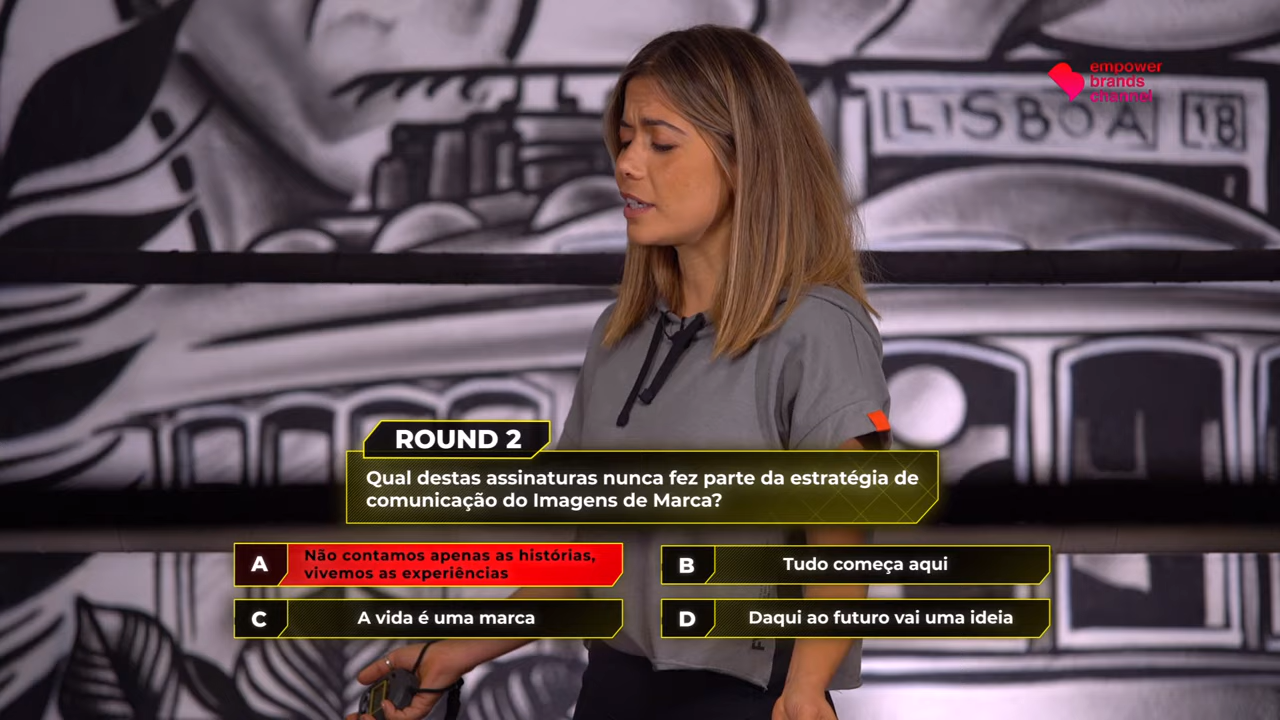 empower
brands
channel
LISBOA 18
ROUND 2
Qual destas assinaturas nunca fez parte da estratégia de
comunicação do Imagens de Marca?
A Não contamos apenas as histórias,
vivemos as experiências
B Tudo começa aqui
C A vida é uma marca
D Daqui ao futuro vai uma ideia